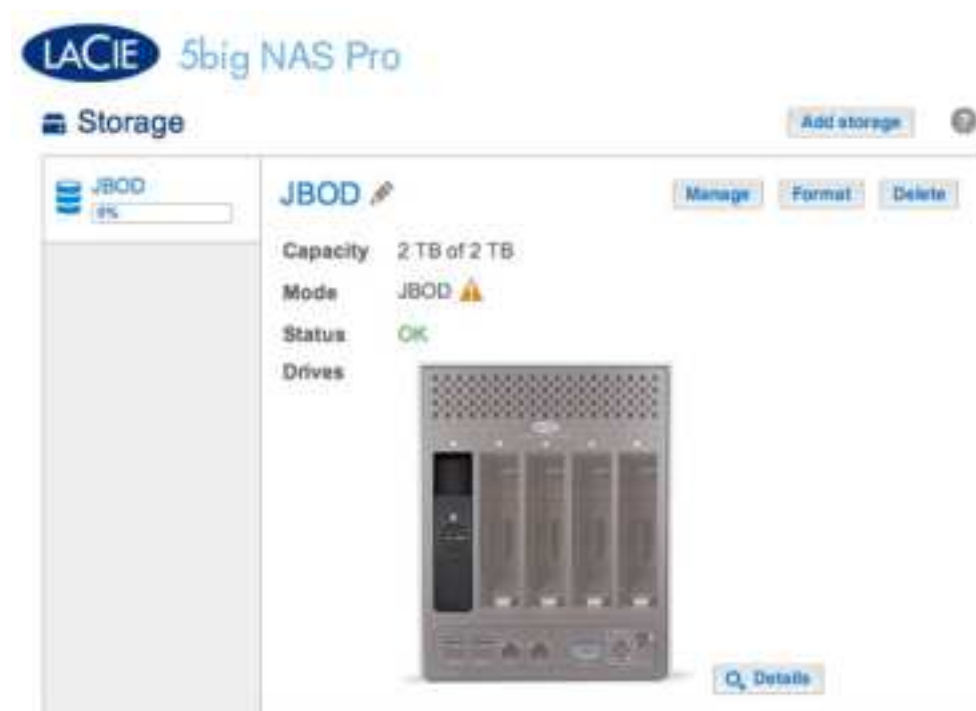 LACIE 5big NAS Pro
Storage
Add storage
?
JBOD
0%
JBOD
Manage
Format
Delete
Capacity 2 TB of 2 TB
Mode JBOD
Status OK
Drives
Details